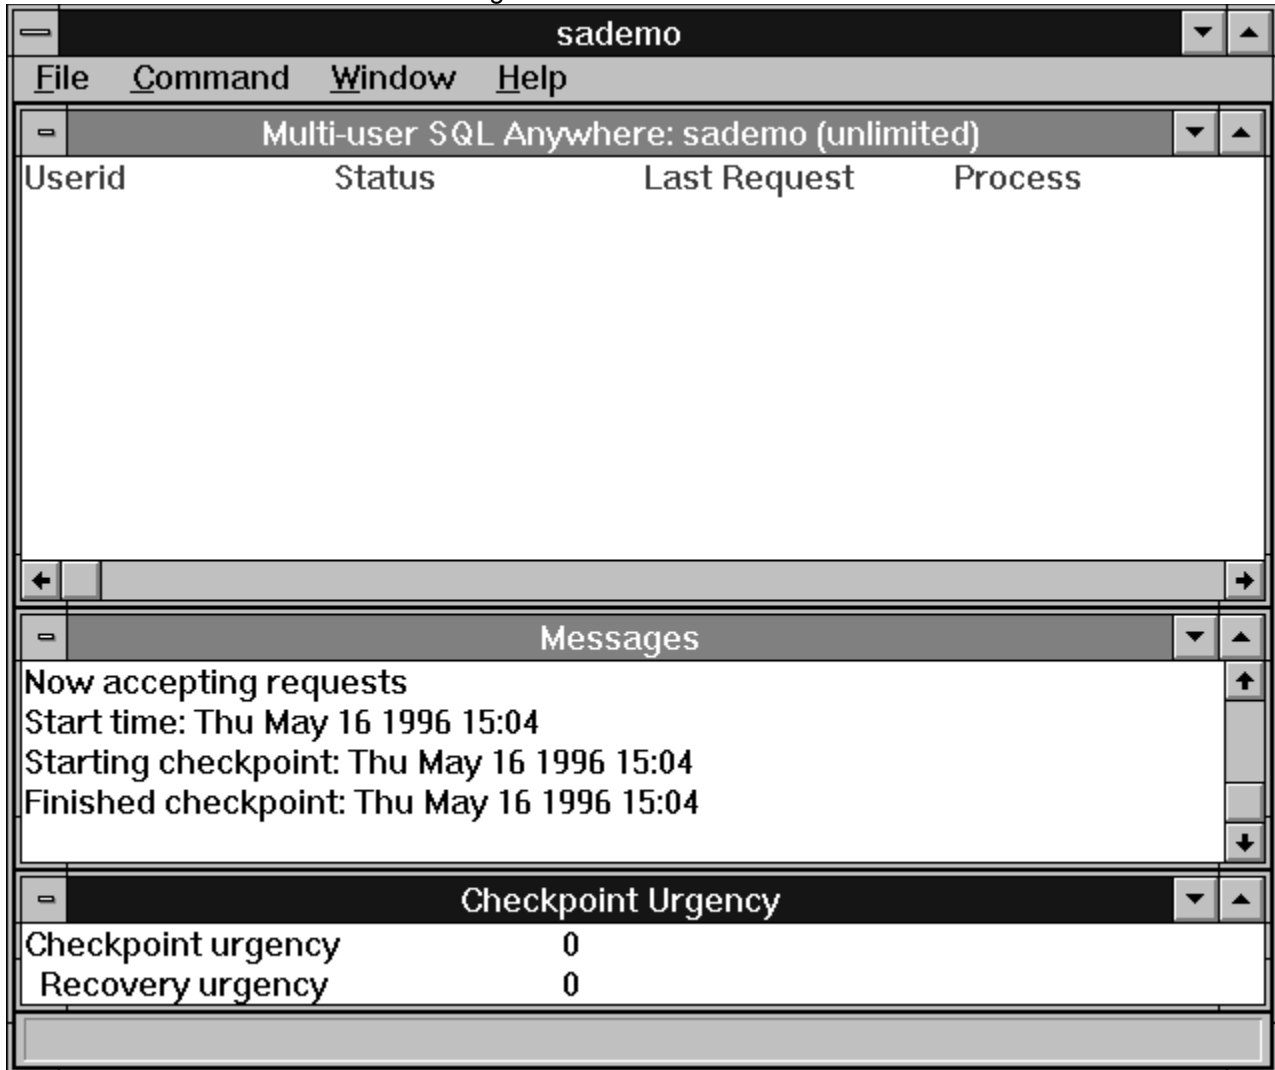 sademo
File Command Window Help
Multi-user SQL Anywhere: sademo (unlimited)
Userid Status Last Request Process
Messages
Now accepting requests
Start time: Thu May 16 1996 15:04
Starting checkpoint: Thu May 16 1996 15:04
Finished checkpoint: Thu May 16 1996 15:04
Checkpoint Urgency
Checkpoint urgency 0
Recovery urgency 0